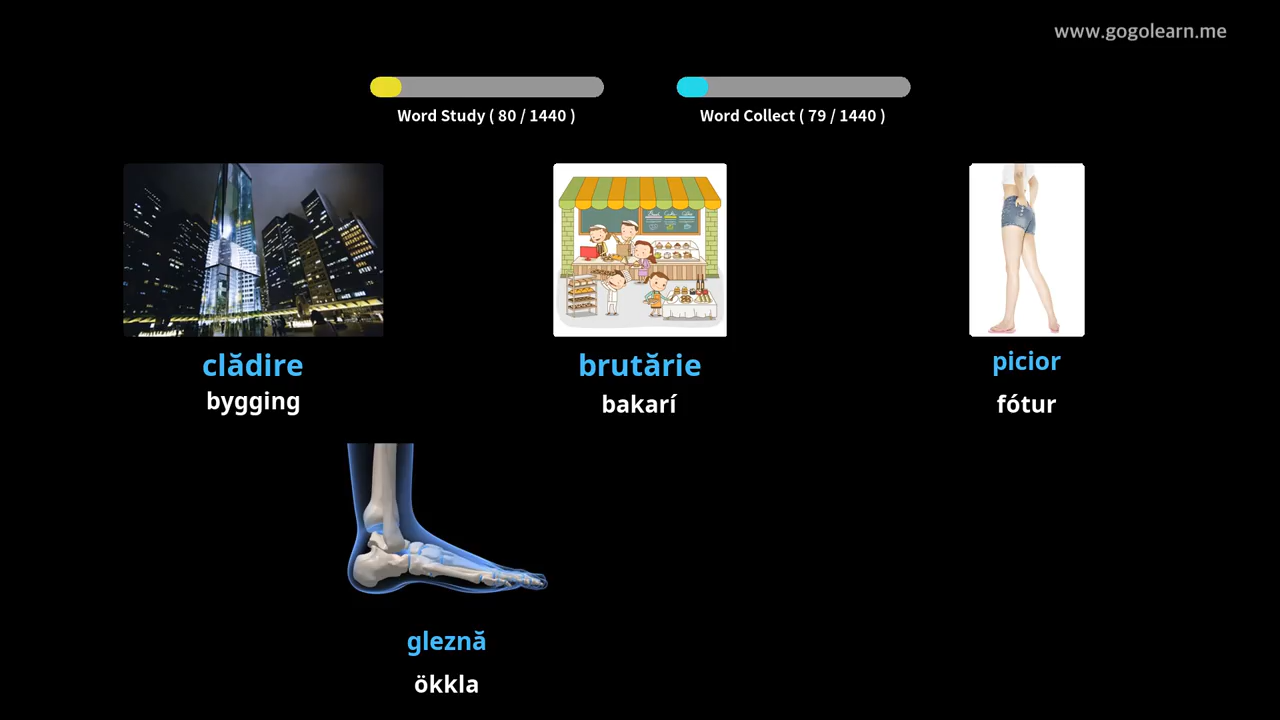 www.gogolearn.me
Word Study ( 80 / 1440 )
Word Collect ( 79 / 1440 )
clădire
bygging
brutărie
bakarí
picior
fótur
gleznă
ökkla